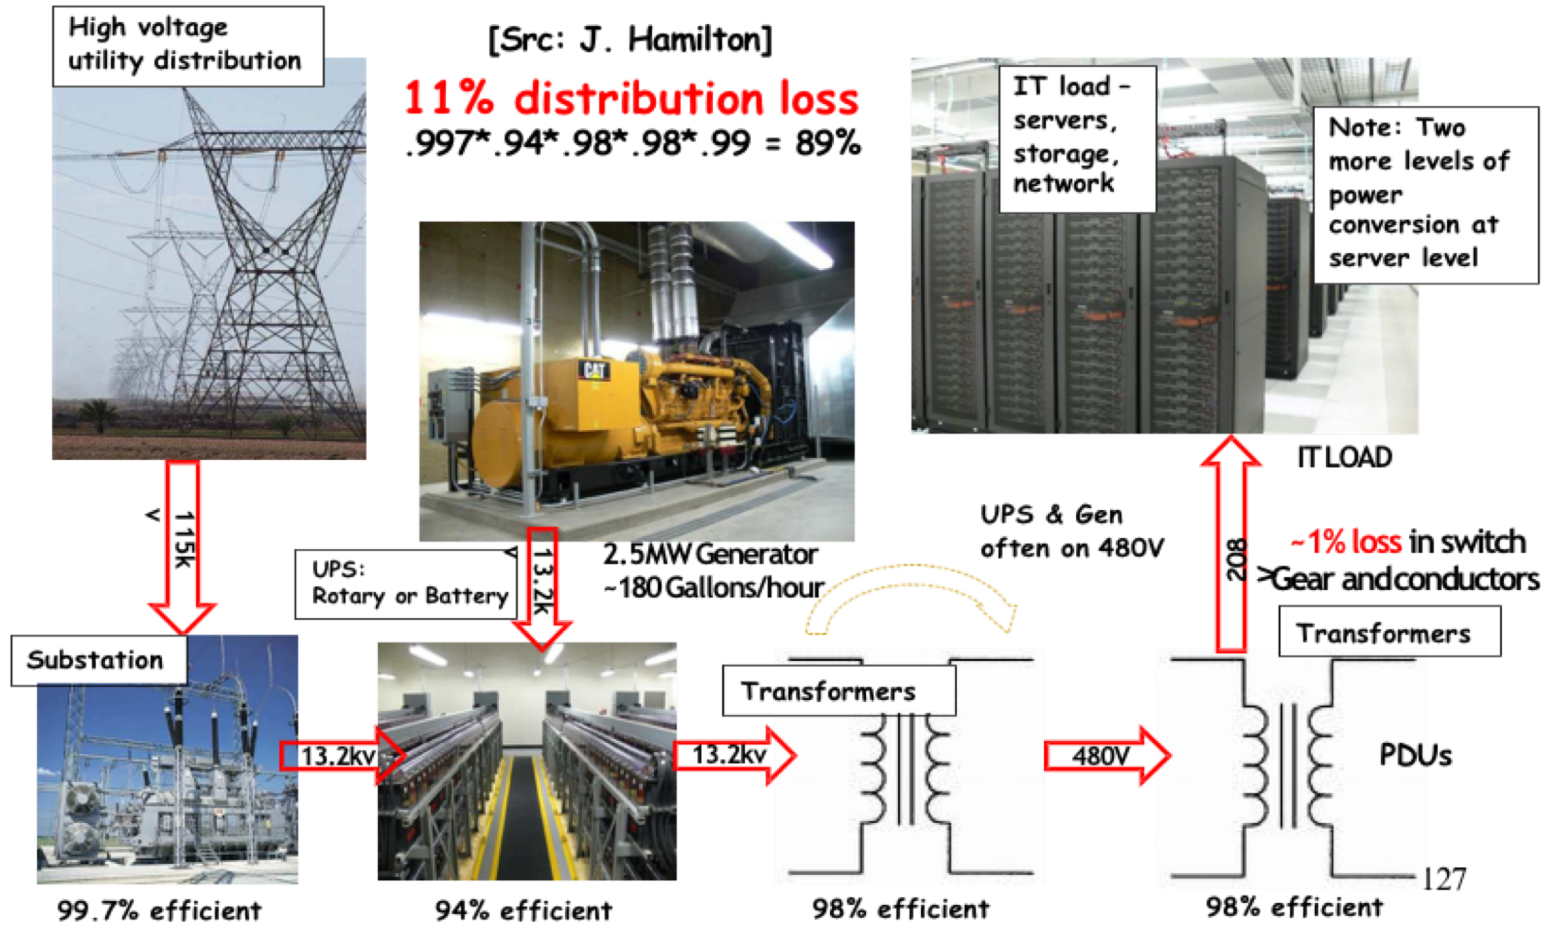 High voltage
utility distribution
[Src: J. Hamilton]
11% distribution loss
.997*.94*.98*.98*.99 = 89%
IT load –
servers,
storage,
network
Note: Two
more levels of
power
conversion at
server level
CAT
IT LOAD
115k
v
UPS:
Rotary or Battery
13.2k
v
2.5MW Generator
~180 Gallons/hour
UPS & Gen
often on 480V
208
V
~1% loss in switch
Gear and conductors
Substation
Transformers
Transformers
13.2kv
13.2kv
480V
PDUs
99.7% efficient
94% efficient
98% efficient
98% efficient
127